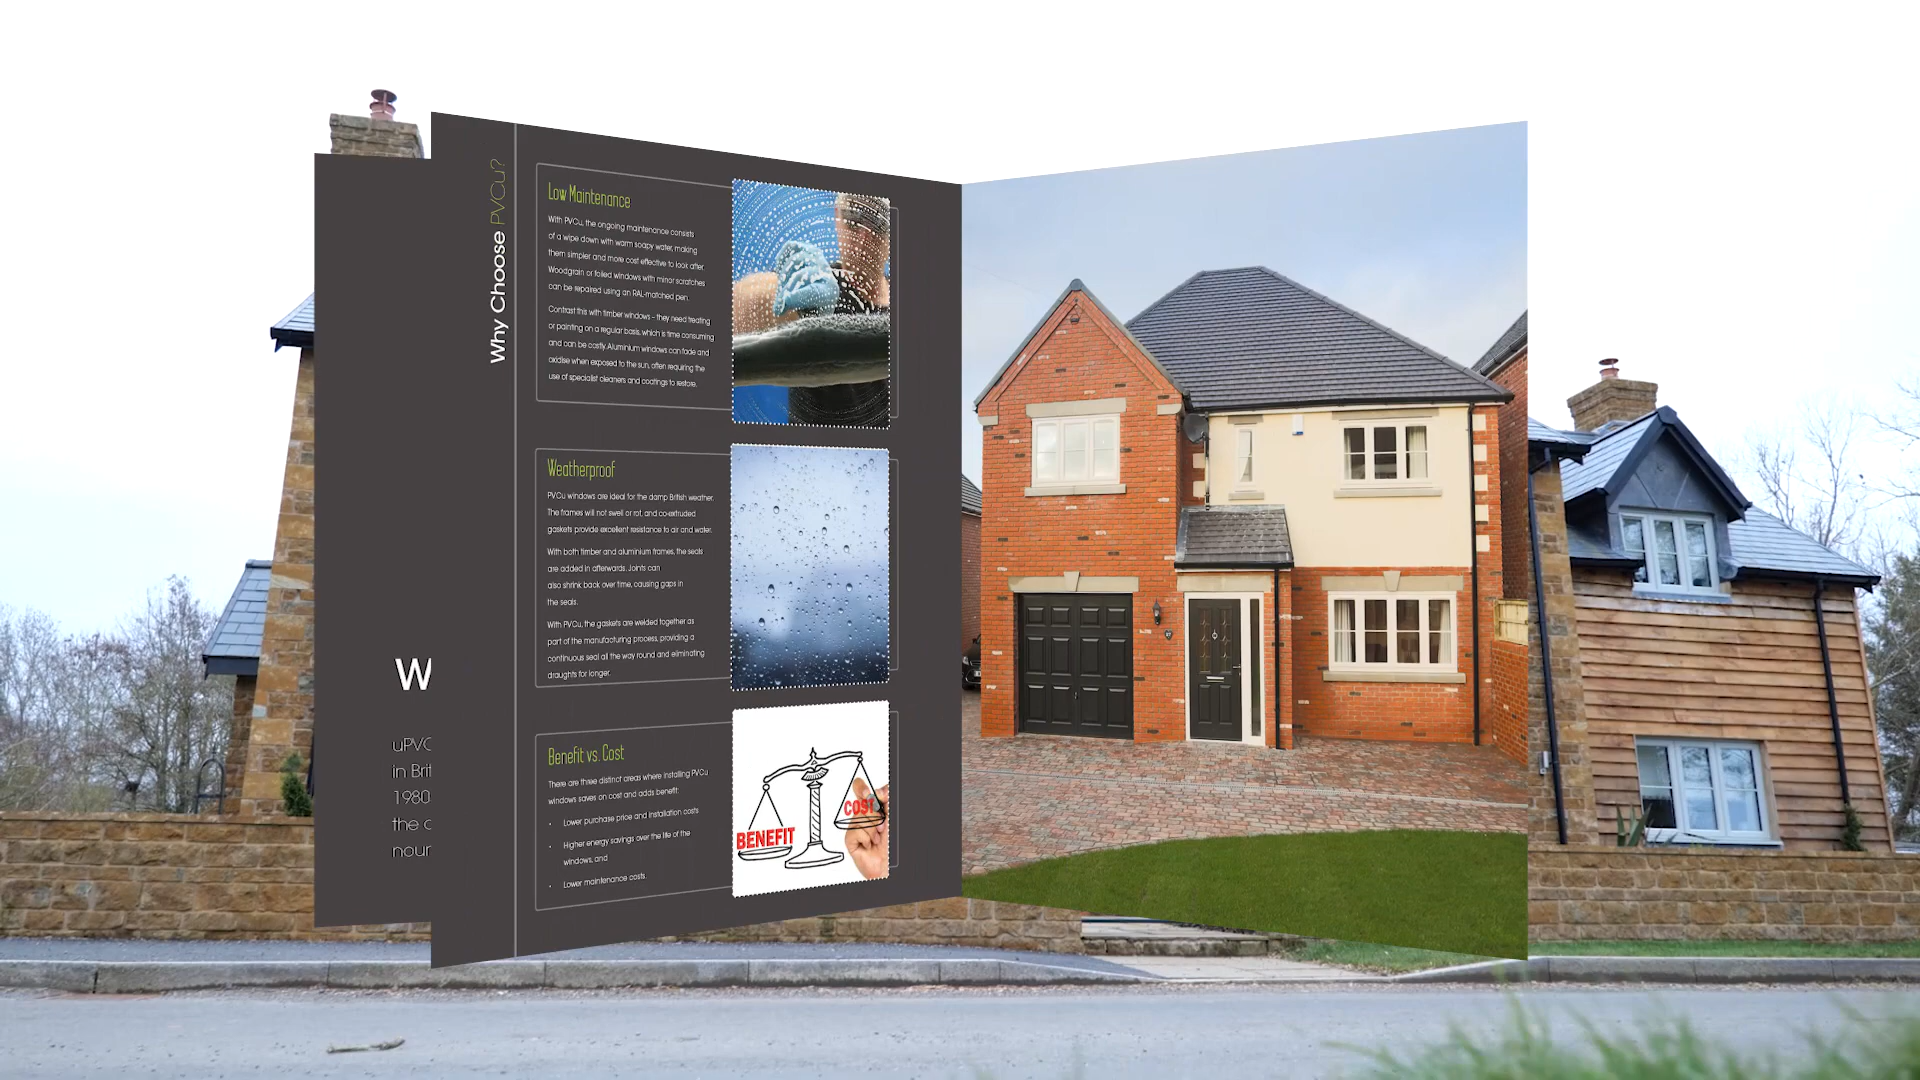 Why Choose PVCu?
Low Maintenance
With PVCu, the ongoing maintenance consists
of a wipe down with warm soapy water, making
them simpler and more cost effective to look after.
Woodgrain or foiled windows with minor scratches
can be repaired using an RAL-matched pen.
Contrast this with timber windows – they need treating
or painting on a regular basis, which is time consuming
and can be costly. Aluminium windows can fade and
oxidise when exposed to the sun, often requiring the
use of specialist cleaners and coatings to restore.
Weatherproof
PVCu windows are ideal for the damp British weather.
The frames will not swell or rot, and co-extruded
gaskets provide excellent resistance to air and water.
With both timber and aluminium frames, the seals
are added in afterwards. Joints can
also shrink back over time, causing gaps in
the seals.
With PVCu, the gaskets are welded together as
part of the manufacturing process, providing a
continuous seal all the way round and eliminating
draughts for longer.
Benefit vs. Cost
There are three distinct areas where installing PVCu
windows saves on cost and adds benefit:
• Lower purchase price and installation costs
• Higher energy savings over the life of the
windows, and
• Lower maintenance costs.
BENEFIT
COST
W
uPVC
in Brit
1980
the c
nour